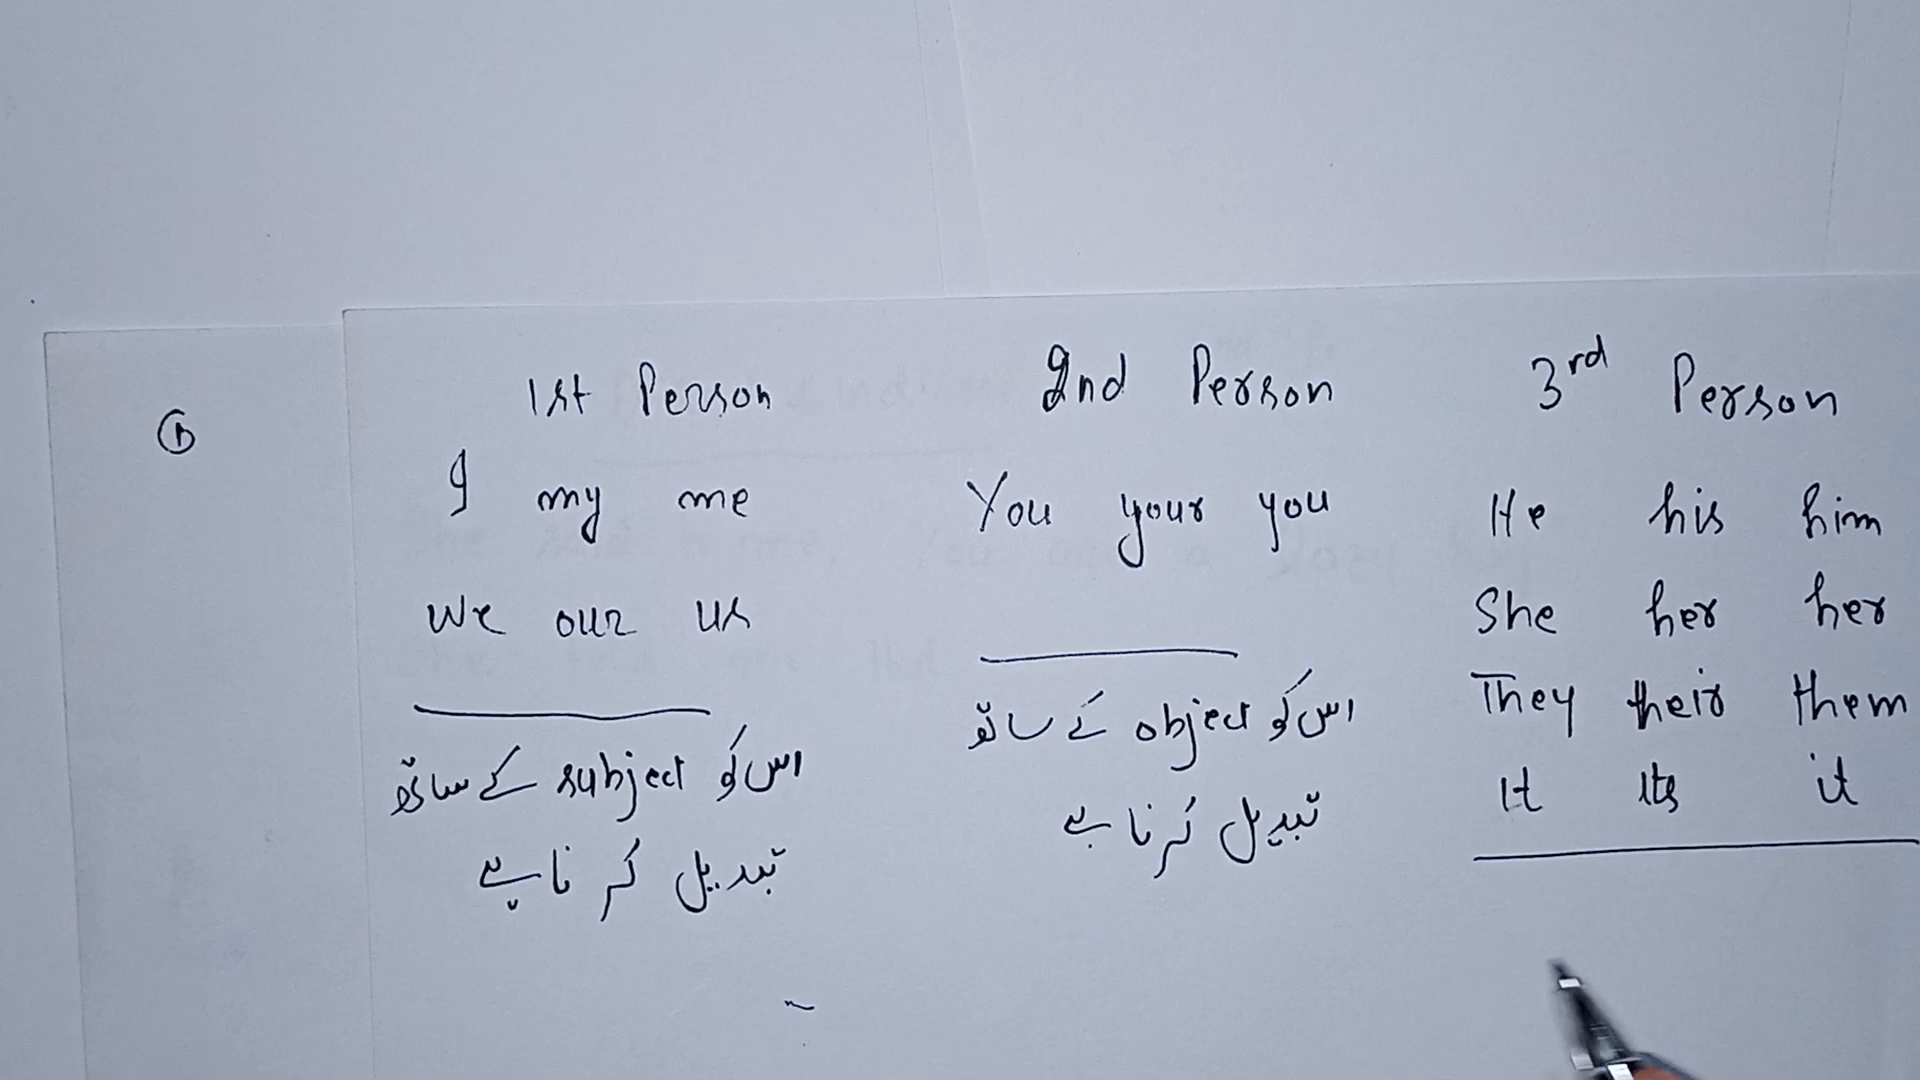 ①
1st Person
I my me
We our us
اس کو subject کے ساتھ
تبدیل کرنا ہے
2nd Person
You your you
اس کو object کے ساتھ
تبدیل کرنا ہے
3rd Person
He his him
She her her
They their them
It Its it